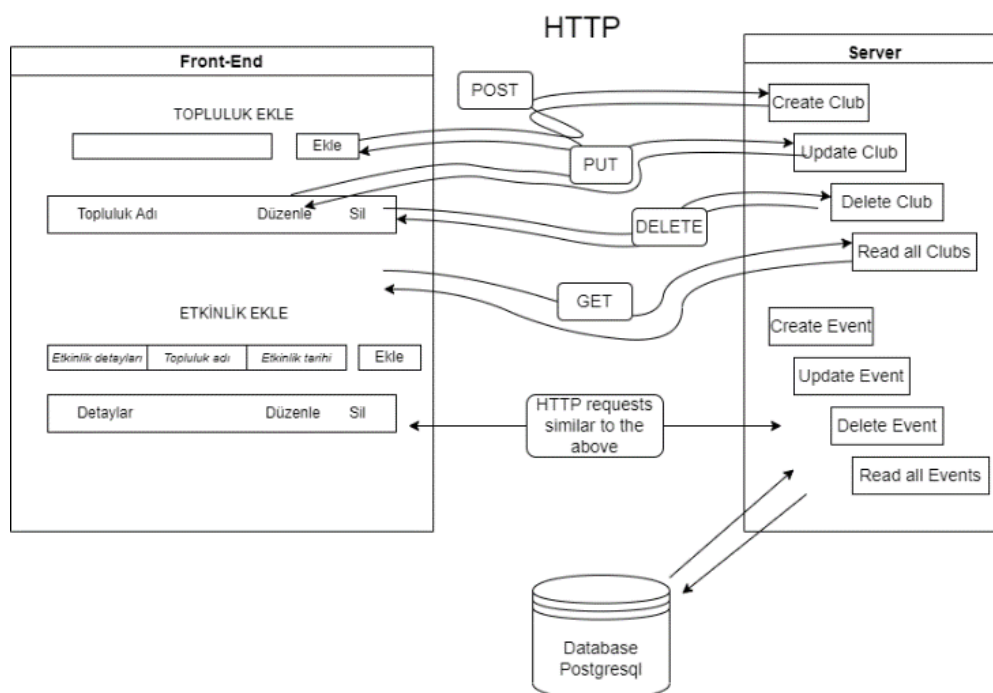 HTTP
Front-End
Server
TOPLULUK EKLE
Ekle
Topluluk Adı
Düzenle
Sil
ETKİNLİK EKLE
Etkinlik detayları
Topluluk adı
Etkinlik tarihi
Ekle
Detaylar
Düzenle
Sil
POST
PUT
DELETE
GET
HTTP requests
similar to the
above
Create Club
Update Club
Delete Club
Read all Clubs
Create Event
Update Event
Delete Event
Read all Events
Database
Postgresql